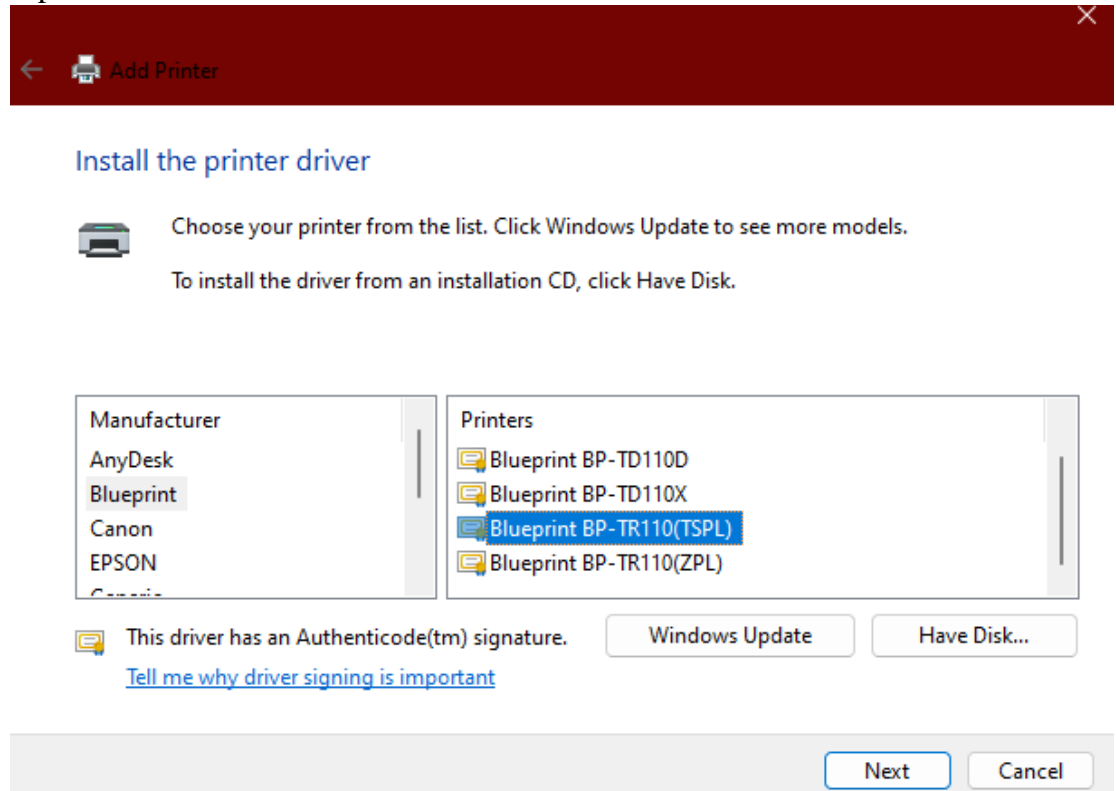 Add Printer
Install the printer driver
Choose your printer from the list. Click Windows Update to see more models.
To install the driver from an installation CD, click Have Disk.
Manufacturer
AnyDesk
Blueprint
Canon
EPSON
Printers
Blueprint BP-TD110D
Blueprint BP-TD110X
Blueprint BP-TR110(TSPL)
Blueprint BP-TR110(ZPL)
This driver has an Authenticode(tm) signature.
Windows Update
Have Disk...
Tell me why driver signing is important
Next
Cancel